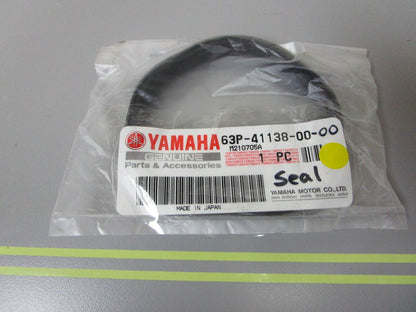 YAMAHA 63P-41138-00-00
M210705A
GENUINE
Parts & Accessories
1 PC
Seal
YAMAHA MOTOR CO.,LTD.
MADE IN JAPAN